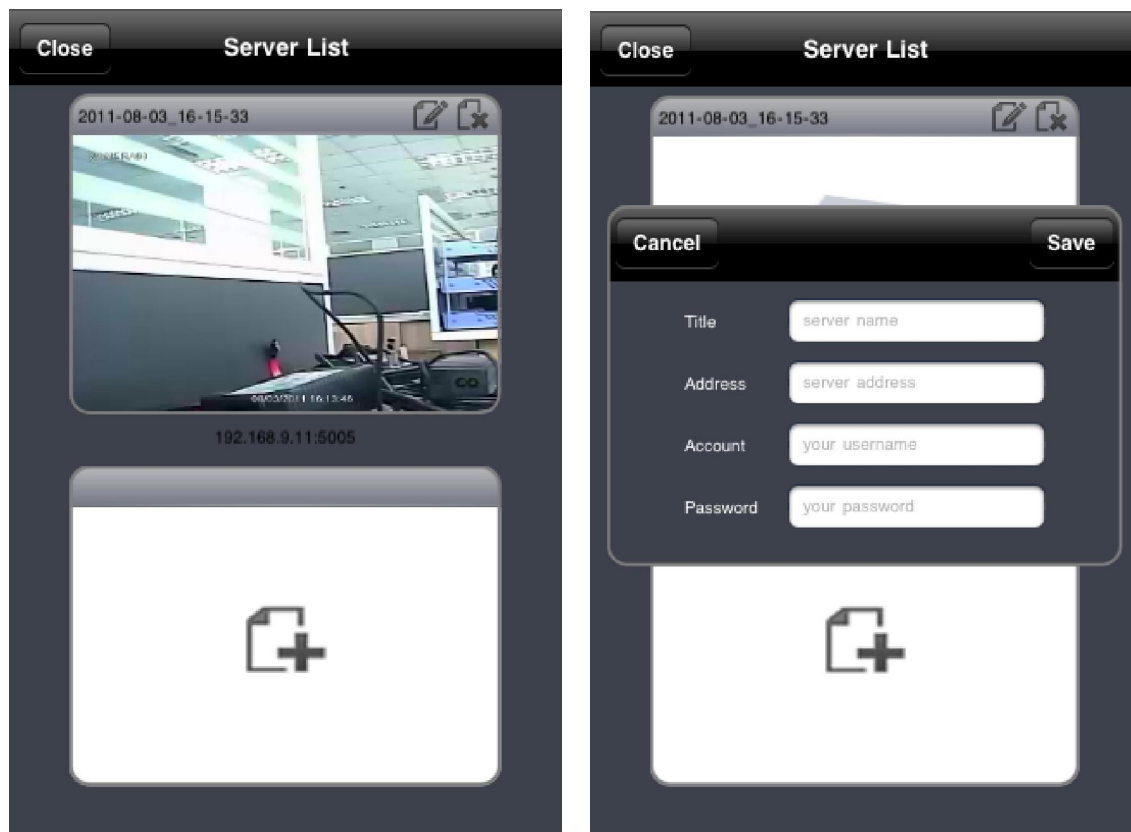 Close
Server List
2011-08-03_16-15-33
192.168.9.11:5005
Close
Server List
2011-08-03_16-15-33
Cancel
Save
Title
server name
Address
server address
Account
your username
Password
your password